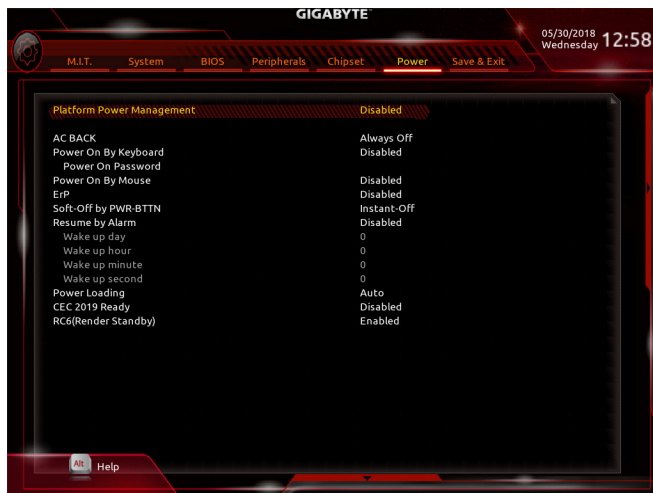 GIGABYTE™
05/30/2018 12:58
Wednesday
M.I.T. System BIOS Peripherals Chipset Power Save & Exit
Platform Power Management Disabled
AC BACK Always Off
Power On By Keyboard Disabled
Power On Password
Power On By Mouse Disabled
ErP Disabled
Soft-Off by PWR-BTTN Instant-Off
Resume by Alarm Disabled
Wake up day 0
Wake up hour 0
Wake up minute 0
Wake up second 0
Power Loading Auto
CEC 2019 Ready Disabled
RC6(Render Standby) Enabled
Alt Help